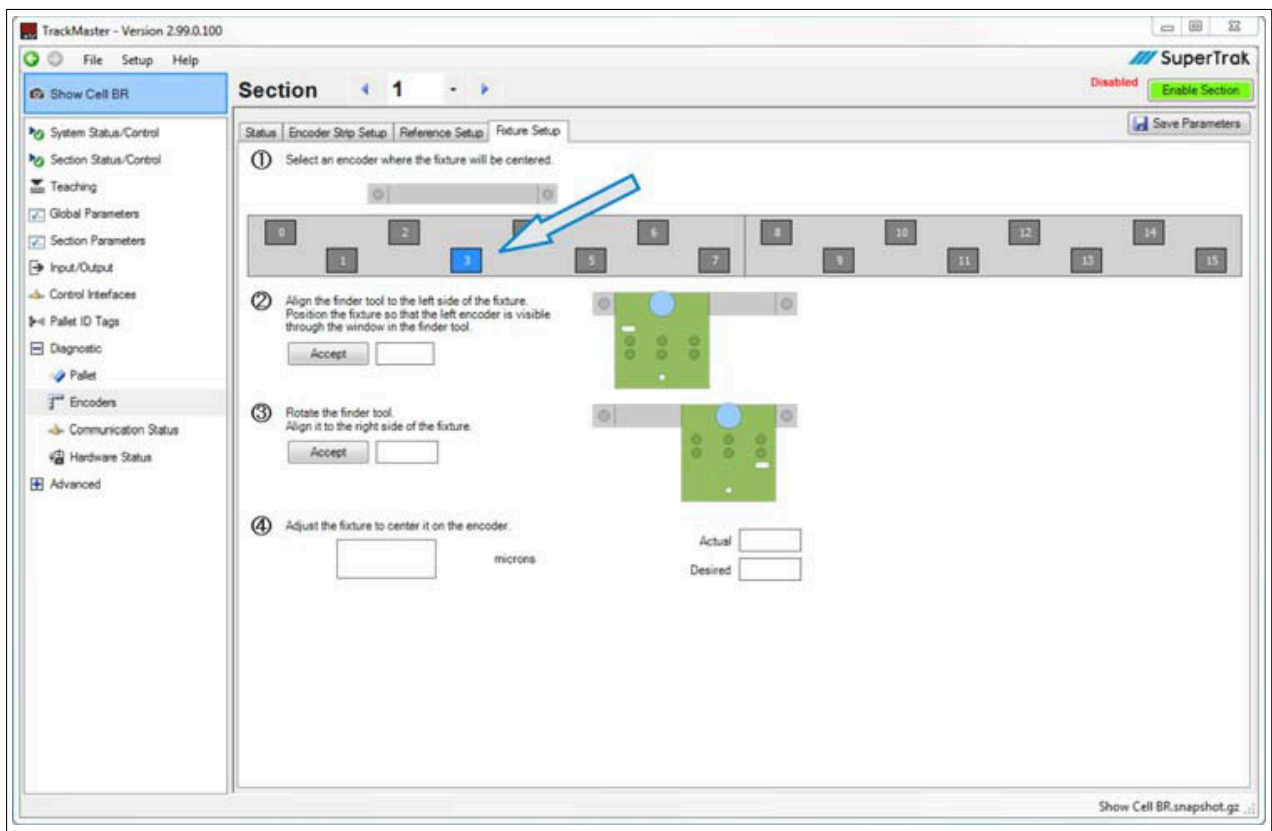 TrackMaster - Version 2.99.0.100
File Setup Help
SuperTrak
Show Cell BR
Section 1 -
Disabled
Enable Section
Save Parameters
System Status/Control
Section Status/Control
Teaching
Global Parameters
Section Parameters
Input/Output
Control Interfaces
Pallet ID Tags
Diagnostic
Pallet
Encoders
Communication Status
Hardware Status
Advanced
Status Encoder Strip Setup Reference Setup Fixture Setup
① Select an encoder where the fixture will be centered.
0 2 6 8 10 12 14
1 3 5 7 9 11 13 15
② Align the finder tool to the left side of the fixture.
Position the fixture so that the left encoder is visible
through the window in the finder tool.
Accept
③ Rotate the finder tool.
Align it to the right side of the fixture.
Accept
④ Adjust the fixture to center it on the encoder.
microns
Actual
Desired
Show Cell BR.snapshot.gz